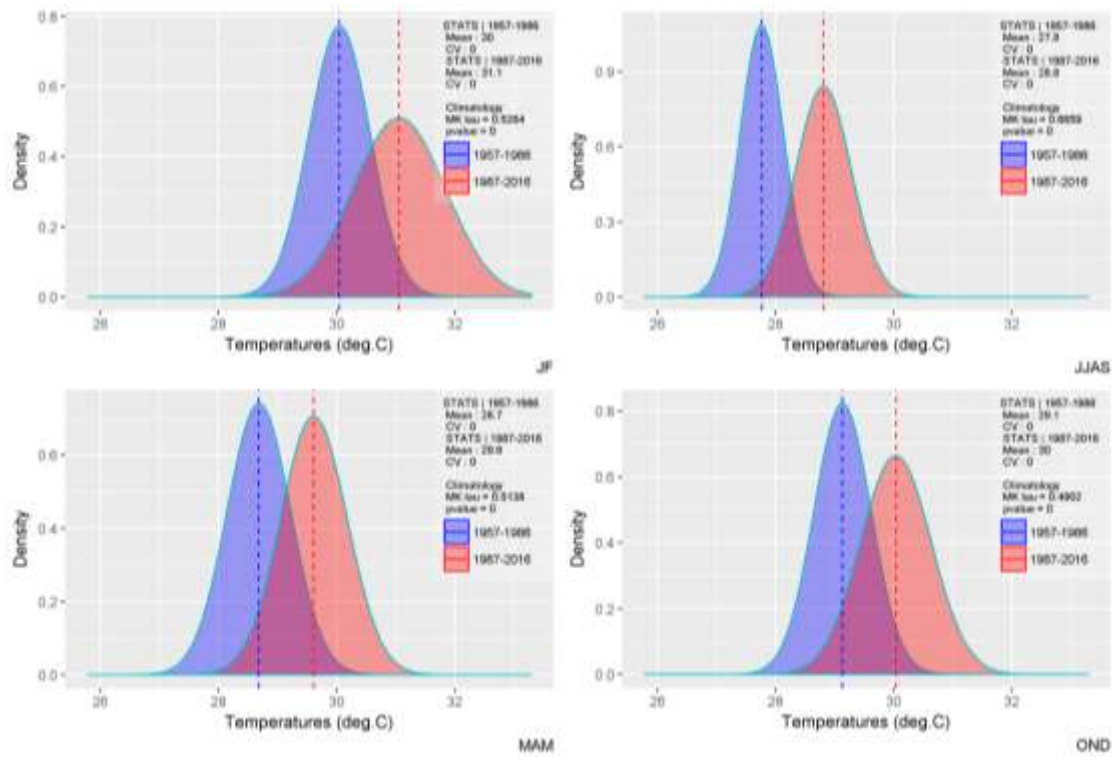 0.8
0.6
0.4
0.2
0.0
Density
26
28
30
32
Temperatures (deg.C)
JF
STATS | 1957-1986
Mean : 30
CV : 0
STATS | 1987-2016
Mean : 31.1
CV : 0
Climatology
MK tau = 0.5284
pvalue = 0
1957-1986
1987-2016
0.9
0.6
0.3
0.0
Density
26
28
30
32
Temperatures (deg.C)
JJAS
STATS | 1957-1986
Mean : 27.8
CV : 0
STATS | 1987-2016
Mean : 28.8
CV : 0
Climatology
MK tau =
pvalue = 0
1957-1986
1987-2016
0.6
0.4
0.2
0.0
Density
26
28
30
32
Temperatures (deg.C)
MAM
STATS | 1957-1986
Mean : 28.7
CV : 0
STATS | 1987-2016
Mean : 29.6
CV : 0
Climatology
MK tau = 0.5138
pvalue = 0
1957-1986
1987-2016
0.8
0.6
0.4
0.2
0.0
Density
26
28
30
32
Temperatures (deg.C)
OND
STATS | 1957-1986
Mean : 29.1
CV : 0
STATS | 1987-2016
Mean : 30
CV : 0
Climatology
MK tau = 0.4902
pvalue = 0
1957-1986
1987-2016